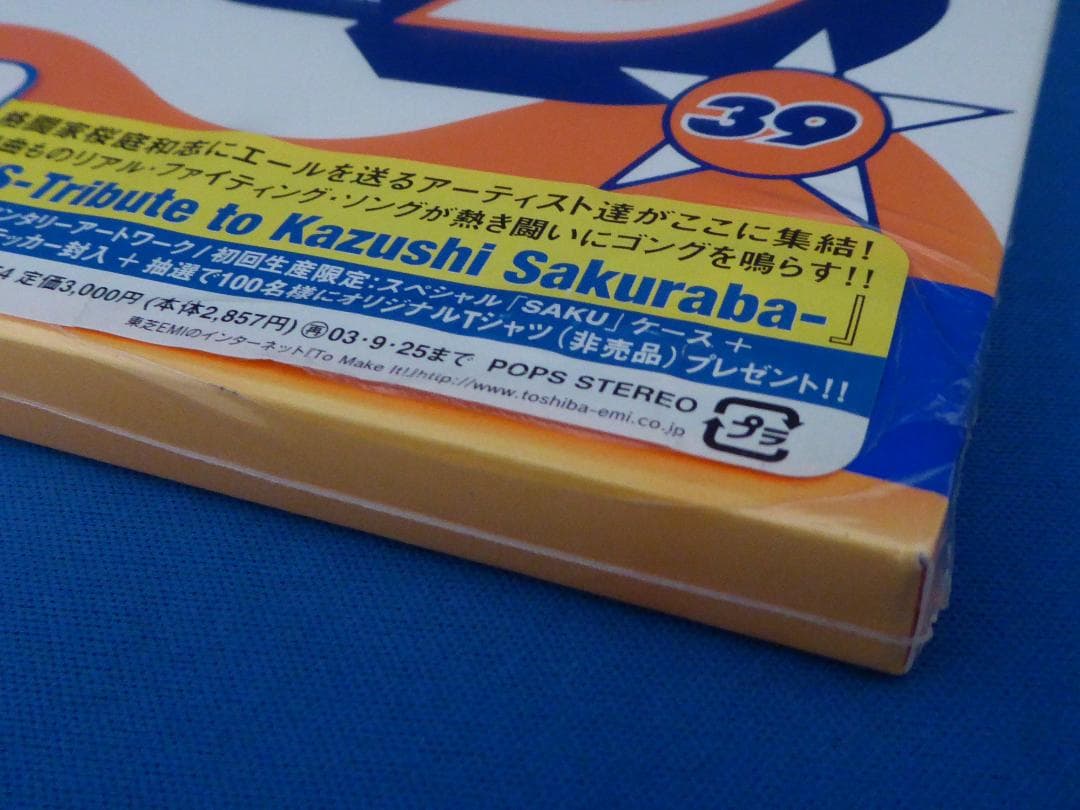 39
闘家桜庭和志にエールを送るアーティスト達がここに集結!
曲ものリアル・ファイティング・ソングが熱き闘いにゴングを鳴らす!!
S-Tribute to Kazushi Sakuraba-』
ンタリーアートワーク / 初回生産限定:スペシャル「SAKU」ケース +
テッカー封入 + 抽選で100名様にオリジナルTシャツ(非売品)プレゼント!!
4 定価3,000円(本体2,857円) 再 03・9・25まで POPS STEREO
東芝EMIのインターネット『To Make It!』http://www.toshiba-emi.co.jp
プラ